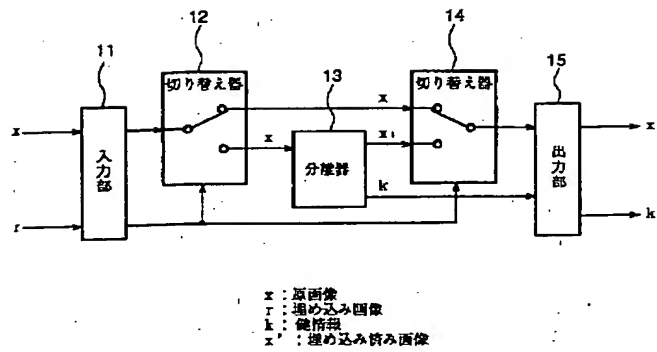 11
12
13
14
15
切り替え器
切り替え器
x
r
入力部
x
x
分離器
x₁
k
出力部
x
k
x : 原画像
r : 埋め込み画像
k : 鍵情報
x' : 埋め込み済み画像